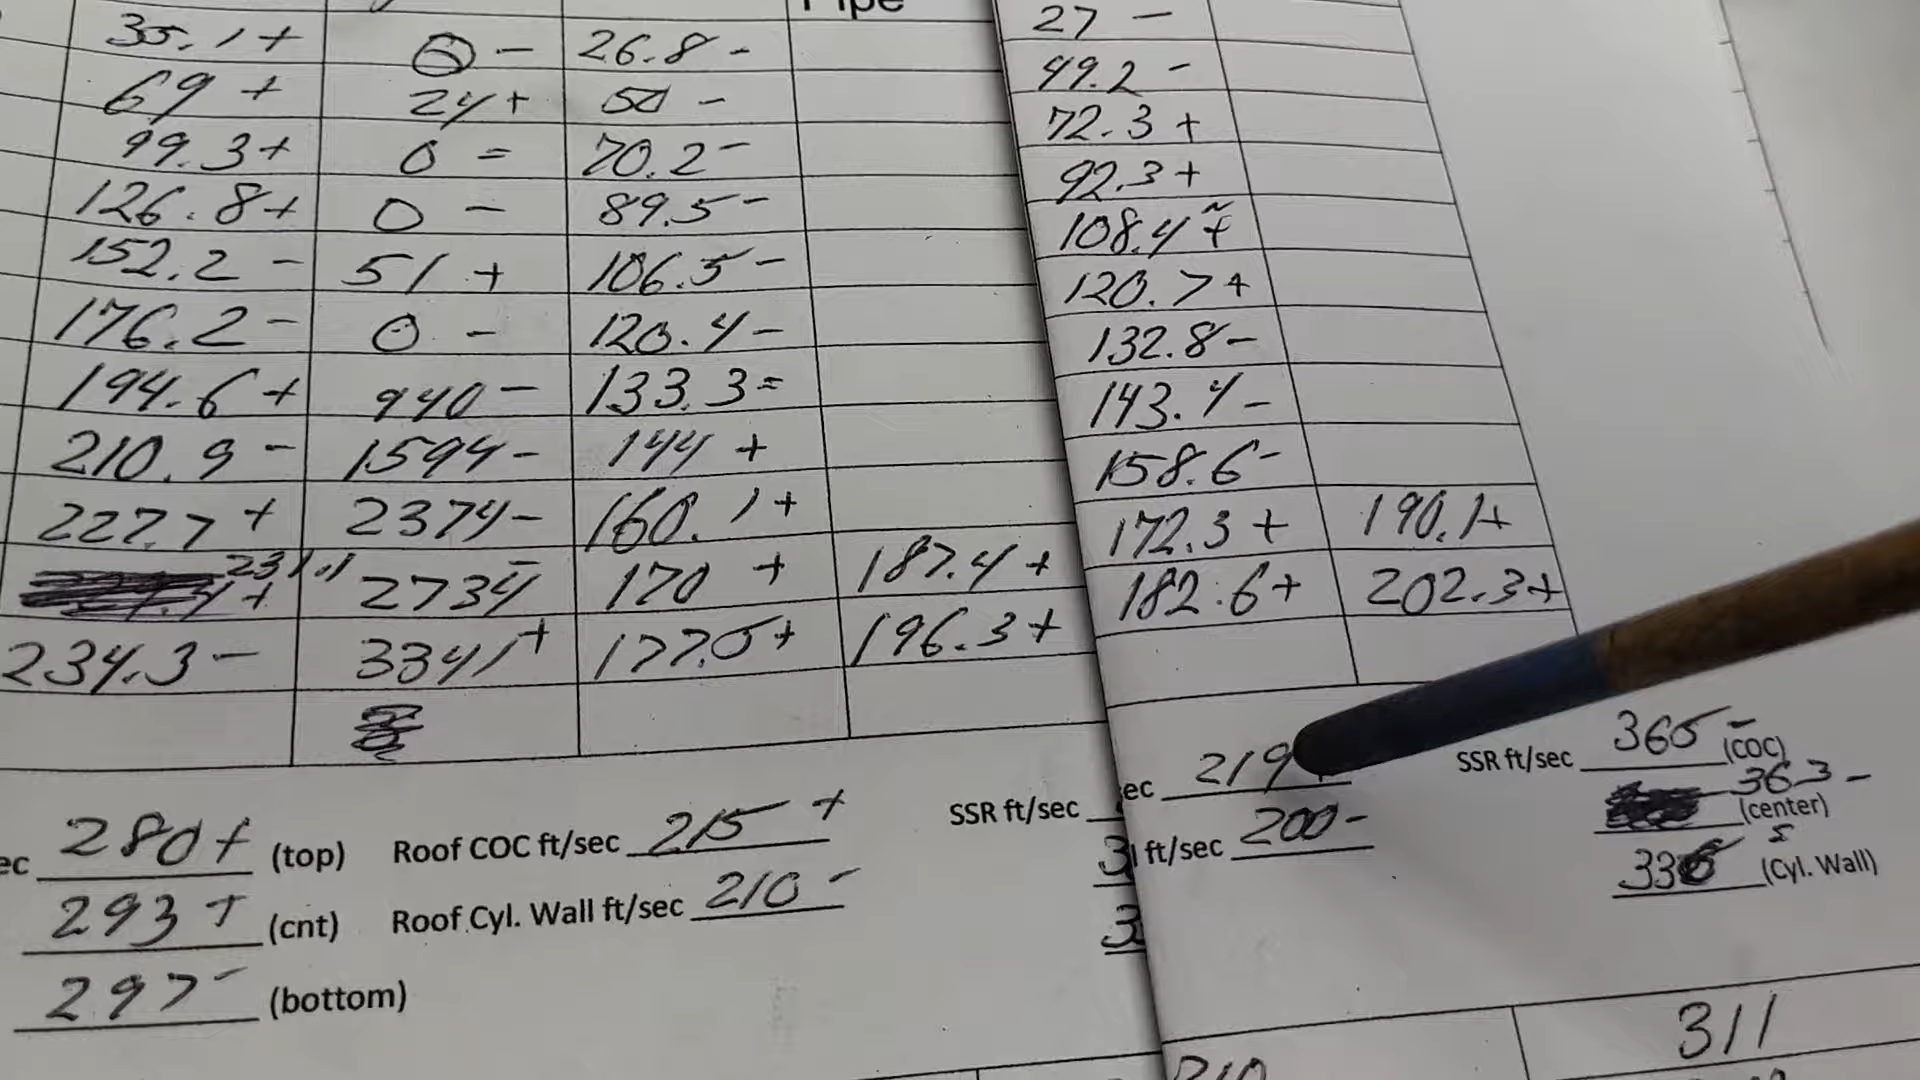 Pipe
35.1+ 0 - 26.8 -
69 + 24+ 50 -
99.3+ 0 = 70.2 -
126.8+ 0 - 89.5 -
152.2 - 51 + 106.5 -
176.2 - 0 - 120.4 -
194.6 + 940 - 133.3 =
210.9 - 1594 - 144 +
227.7 + 2374 - 160.1 +
231.1 2734 - 170 + 187.4 +
234.3 - 3341 + 177.5 + 196.3 +
ec 280+ (top) Roof COC ft/sec 215 + SSR ft/sec
293 + (cnt) Roof Cyl. Wall ft/sec 210 -
297 - (bottom)
27 -
49.2 -
72.3 +
92.3 +
108.4 +
120.7 +
132.8 -
143.4 -
158.6 -
172.3 + 190.1+
182.6 + 202.3+
ec 219 SSR ft/sec 365 - (COC)
ft/sec 200 - 363 - (center)
335 (Cyl. Wall)
311